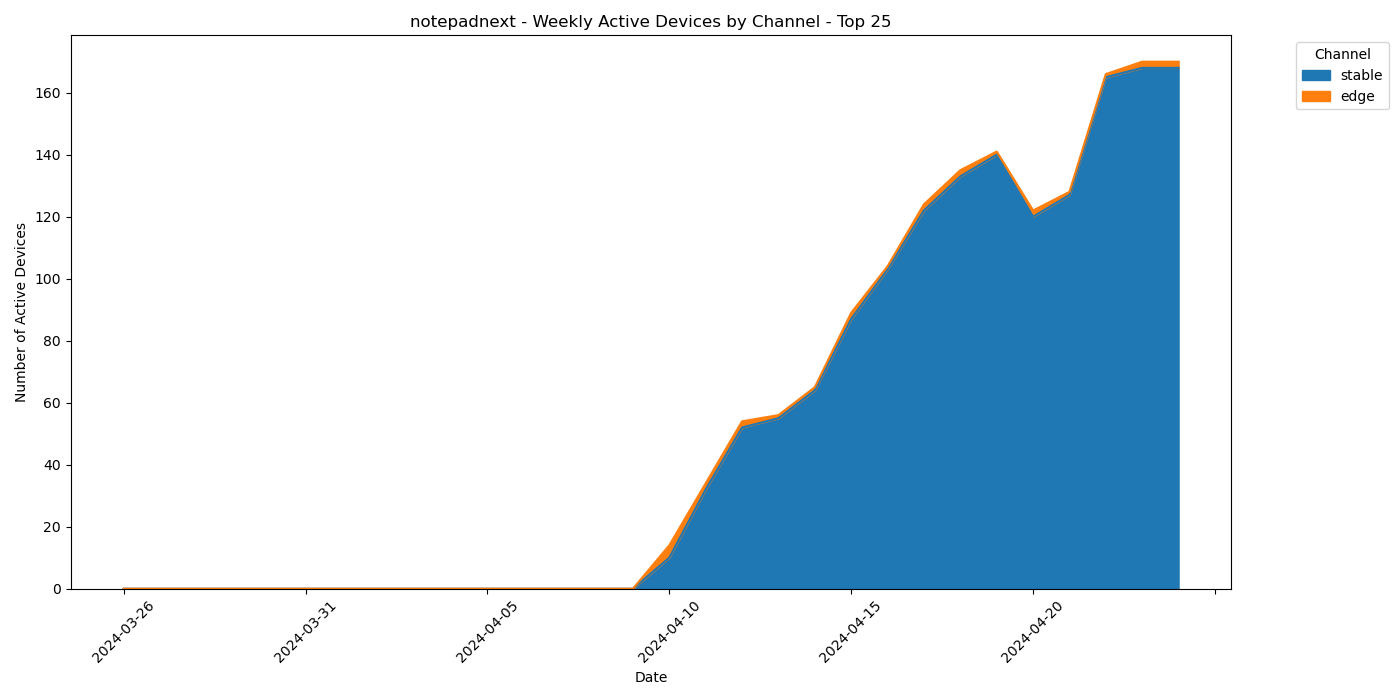 notepadnext - Weekly Active Devices by Channel - Top 25
Channel
stable
edge
Number of Active Devices
160
140
120
100
80
60
40
20
0
2024-03-26
2024-03-31
2024-04-05
2024-04-10
2024-04-15
2024-04-20
Date